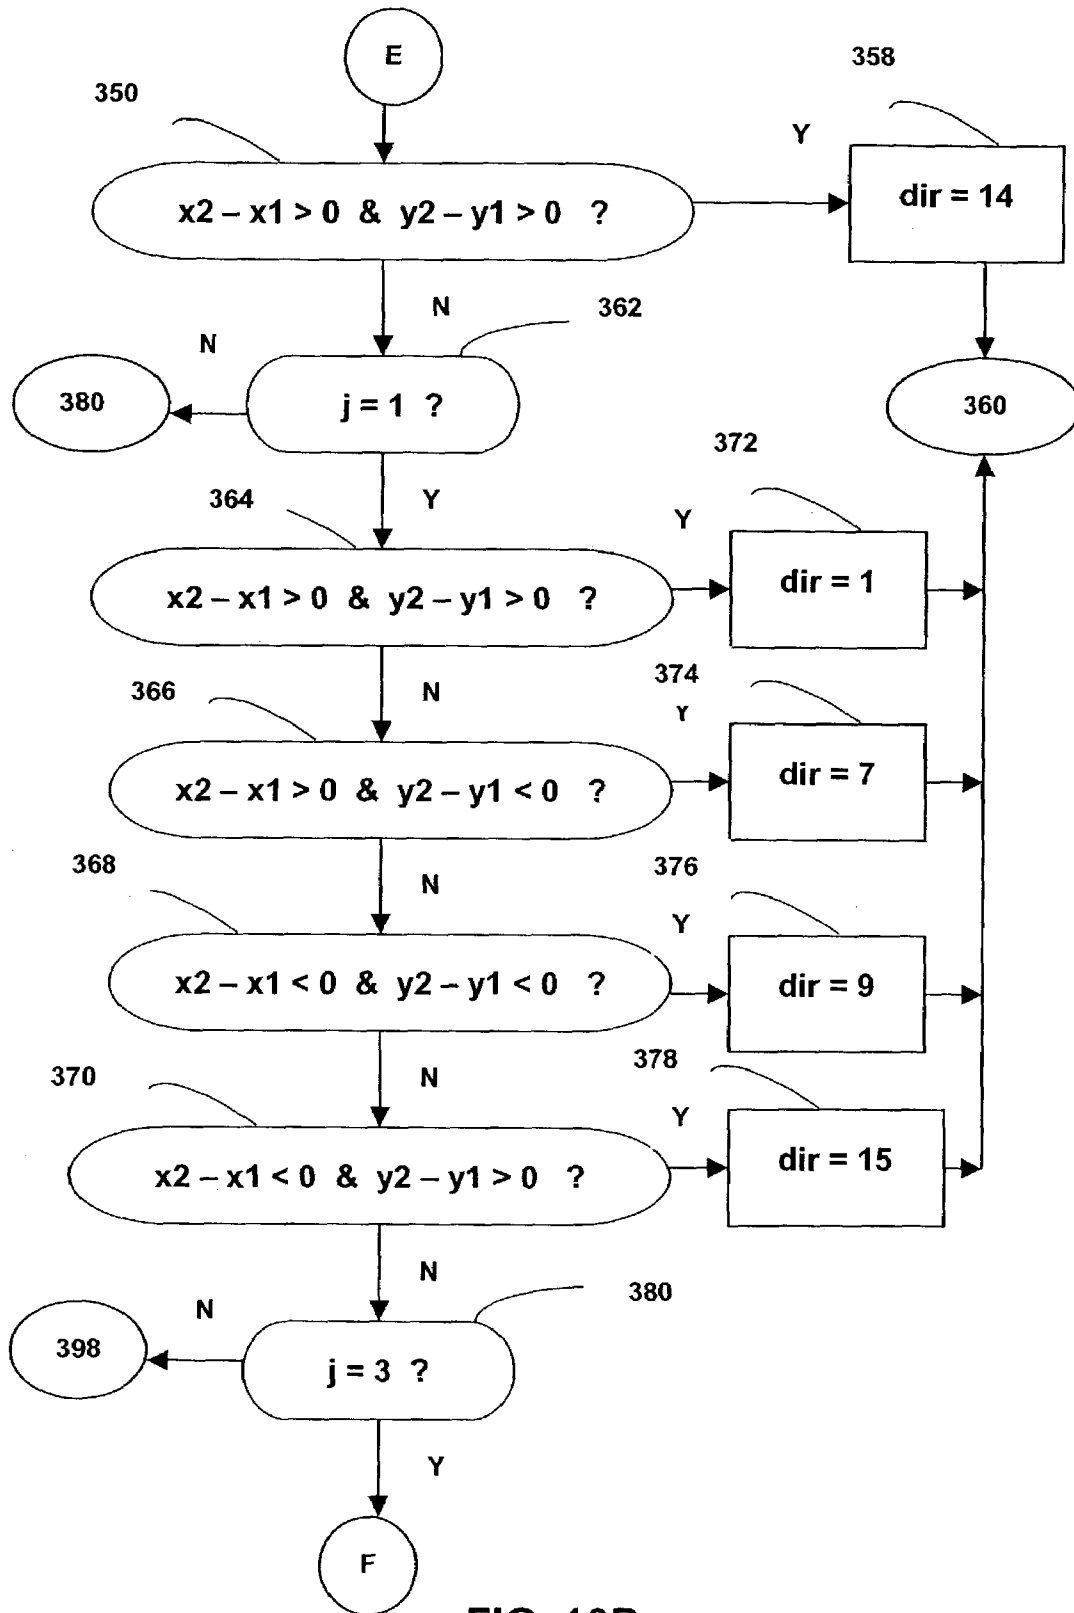 E
358
350
Y
x2 – x1 > 0 & y2 – y1 > 0 ?
dir = 14
N
362
N
380
j = 1 ?
360
372
364
Y
Y
x2 – x1 > 0 & y2 – y1 > 0 ?
dir = 1
366
N
374
Y
x2 – x1 > 0 & y2 – y1 < 0 ?
dir = 7
368
N
376
Y
x2 – x1 < 0 & y2 – y1 < 0 ?
dir = 9
370
N
378
Y
x2 – x1 < 0 & y2 – y1 > 0 ?
dir = 15
N
380
N
398
j = 3 ?
Y
F